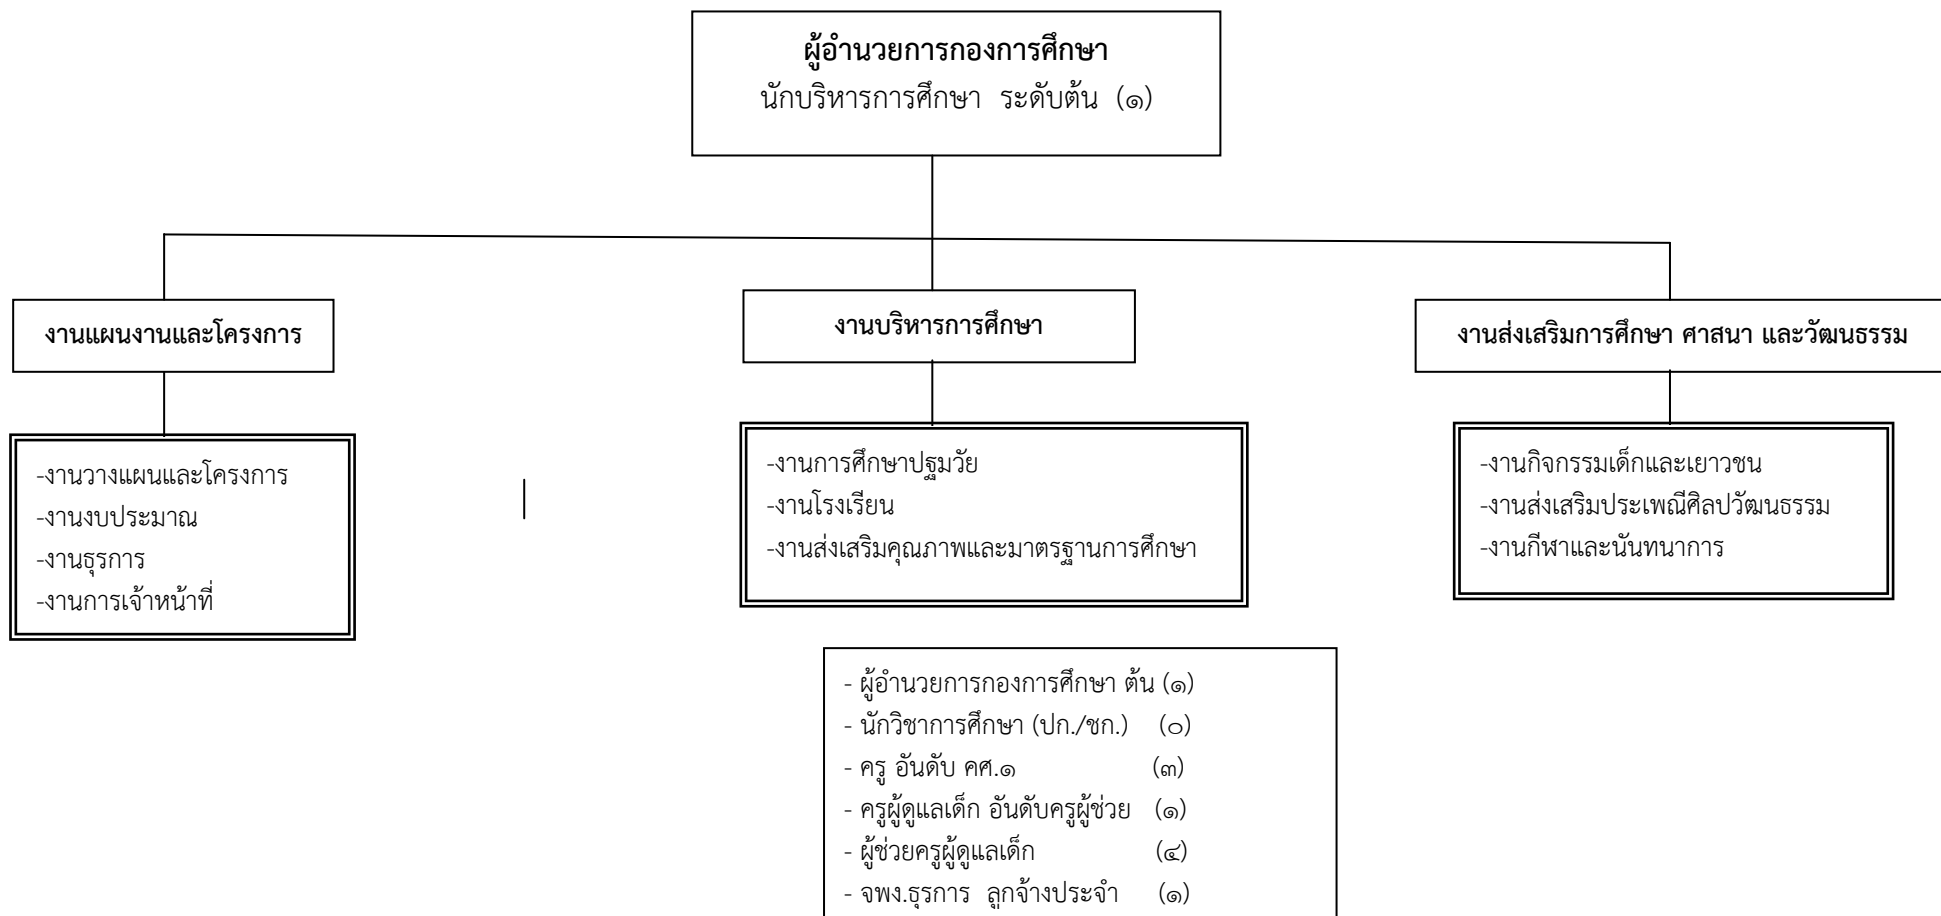 ผู้อำนวยการกองการศึกษา
นักบริหารการศึกษา ระดับต้น (๑)
งานแผนงานและโครงการ
งานบริหารการศึกษา
งานส่งเสริมการศึกษา ศาสนา และวัฒนธรรม
-งานวางแผนและโครงการ
-งานงบประมาณ
-งานธุรการ
-งานการเจ้าหน้าที่
-งานการศึกษาปฐมวัย
-งานโรงเรียน
-งานส่งเสริมคุณภาพและมาตรฐานการศึกษา
-งานกิจกรรมเด็กและเยาวชน
-งานส่งเสริมประเพณีศิลปวัฒนธรรม
-งานกีฬาและนันทนาการ
- ผู้อำนวยการกองการศึกษา ต้น (๑)
- นักวิชาการศึกษา (ปก./ชก.) (๐)
- ครู อันดับ คศ.๑ (๓)
- ครูผู้ดูแลเด็ก อันดับครูผู้ช่วย (๑)
- ผู้ช่วยครูผู้ดูแลเด็ก (๔)
- จพง.ธุรการ ลูกจ้างประจำ (๑)